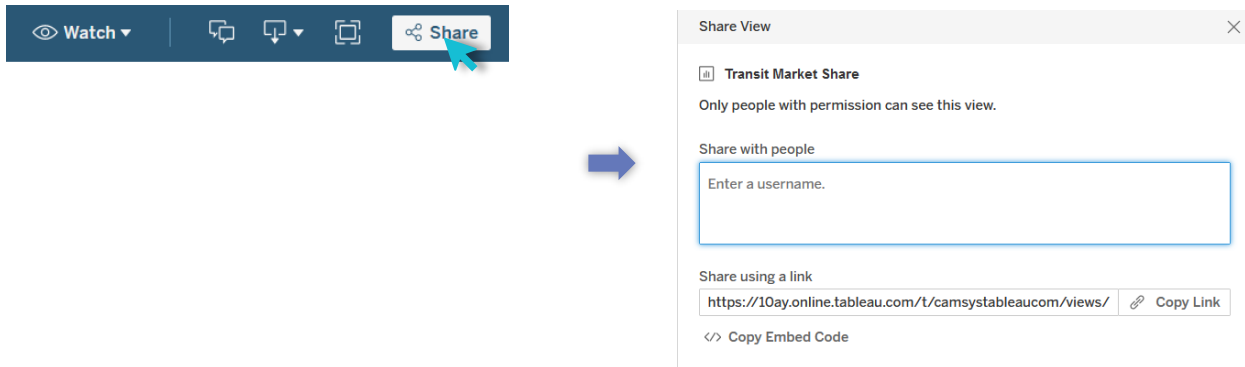 Watch
Share
Share View
Transit Market Share
Only people with permission can see this view.
Share with people
Enter a username.
Share using a link
https://10ay.online.tableau.com/t/camsystableaucom/views/ Copy Link
</> Copy Embed Code